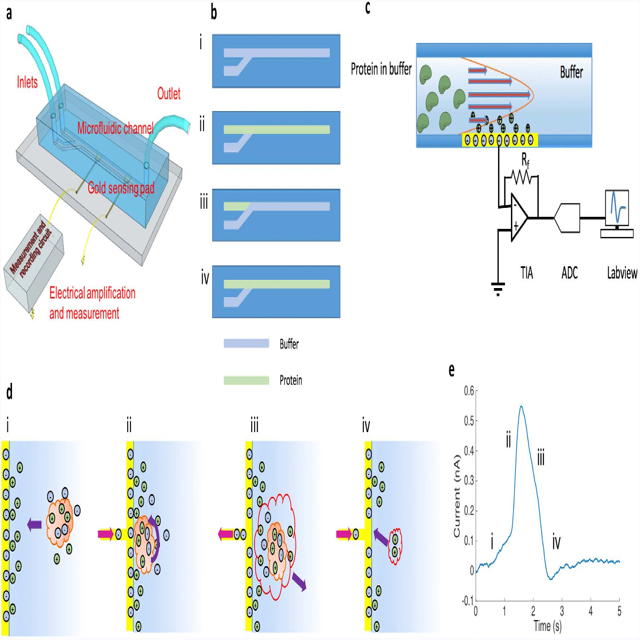 a
Inlets
Outlet
Microfluidic channel
Gold sensing pad
Measurement and
recording circuit
Electrical amplification
and measurement
b
i
ii
iii
iv
Buffer
Protein
c
Protein in buffer
Buffer
Rf
-
+
TIA
ADC
Labview
d
i
ii
iii
iv
e
Current (nA)
0.6
0.5
0.4
0.3
0.2
0.1
0
-0.1
ii
iii
i
iv
0
1
2
3
4
5
Time (s)